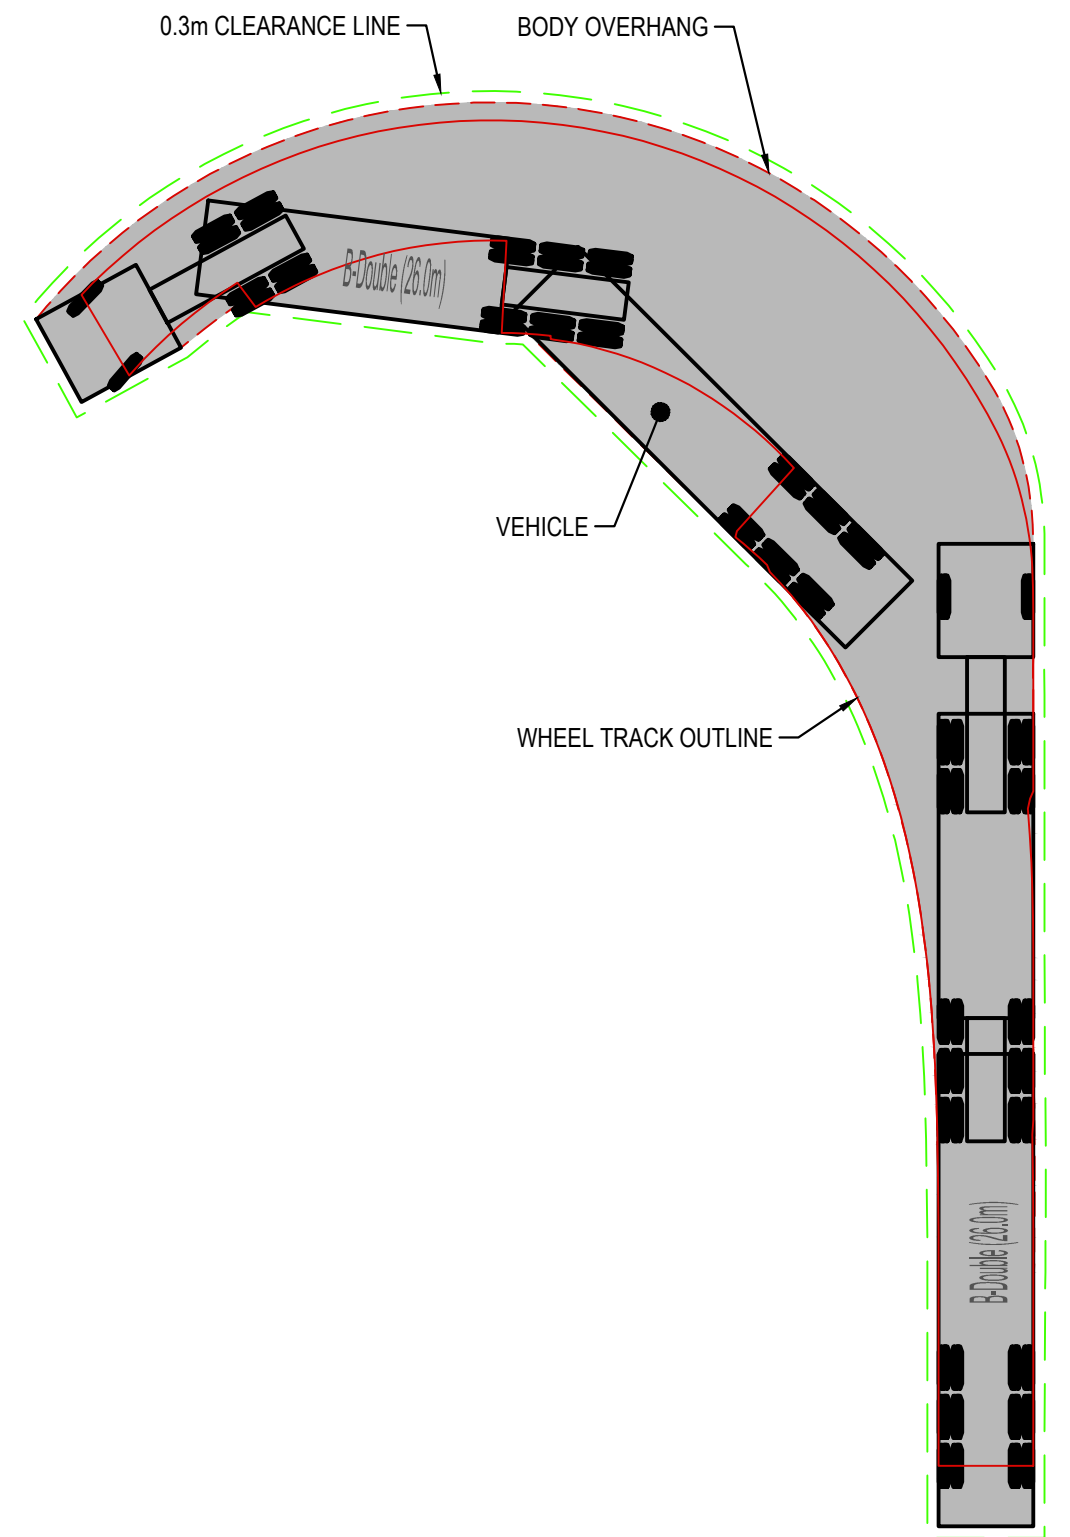 0.3m CLEARANCE LINE
BODY OVERHANG
B-Double (26.0m)
VEHICLE
WHEEL TRACK OUTLINE
B-Double (26.0m)